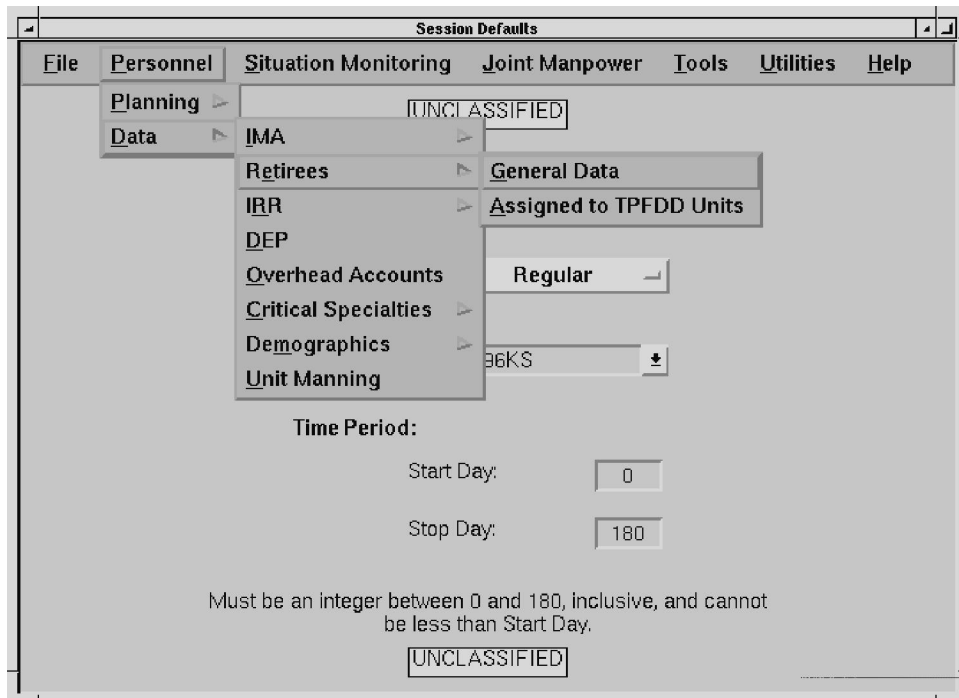 Session Defaults
File Personnel Situation Monitoring Joint Manpower Tools Utilities Help
Planning
Data
UNCLASSIFIED
IMA
Retirees
IRR
DEP
Overhead Accounts
Critical Specialties
Demographics
Unit Manning
General Data
Assigned to TPFDD Units
Regular
96KS
Time Period:
Start Day: 0
Stop Day: 180
Must be an integer between 0 and 180, inclusive, and cannot
be less than Start Day.
UNCLASSIFIED